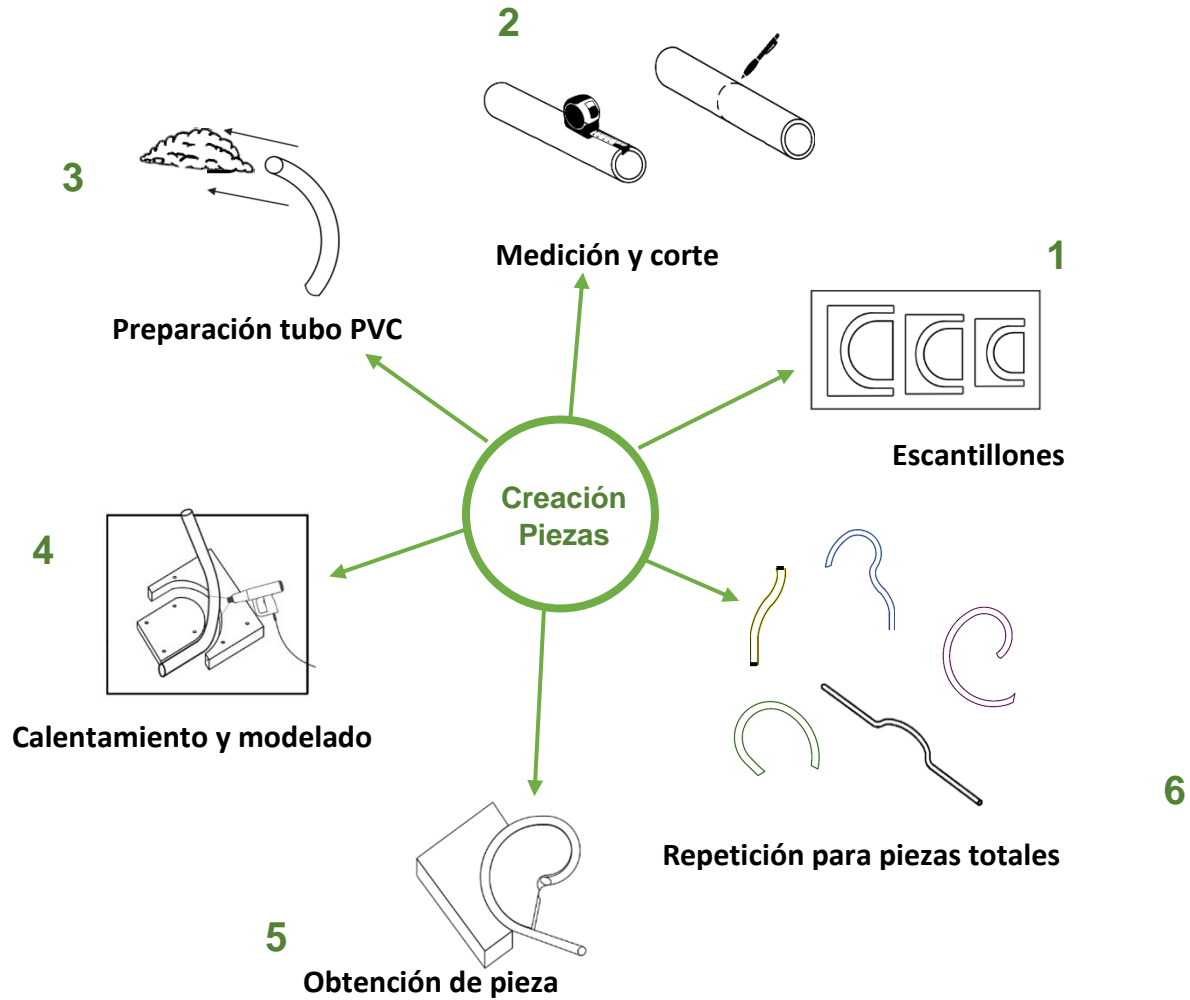 2
3
Medición y corte
1
Preparación tubo PVC
Escantillones
Creación
Piezas
4
Calentamiento y modelado
6
Repetición para piezas totales
5
Obtención de pieza